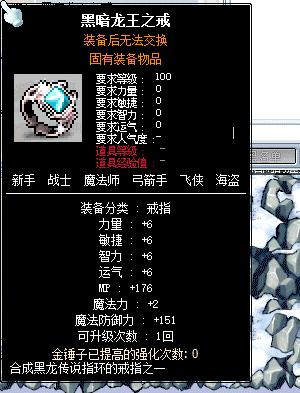 黑暗龙王之戒
装备后无法交换
固有装备物品
要求等级： 100
要求力量： 0
要求敏捷： 0
要求智力： 0
要求运气： 0
要求人气度： -
道具等级： -
道具经验值： -
新手 战士 魔法师 弓箭手 飞侠 海盗
装备分类 ： 戒指
力量 ： +6
敏捷 ： +6
智力 ： +6
运气 ： +6
MP ： +176
魔法力 ： +2
魔法防御力 ： +151
可升级次数 ： 1回
金锤子已提高的强化次数: 0
合成黑龙传说指环的戒指之一